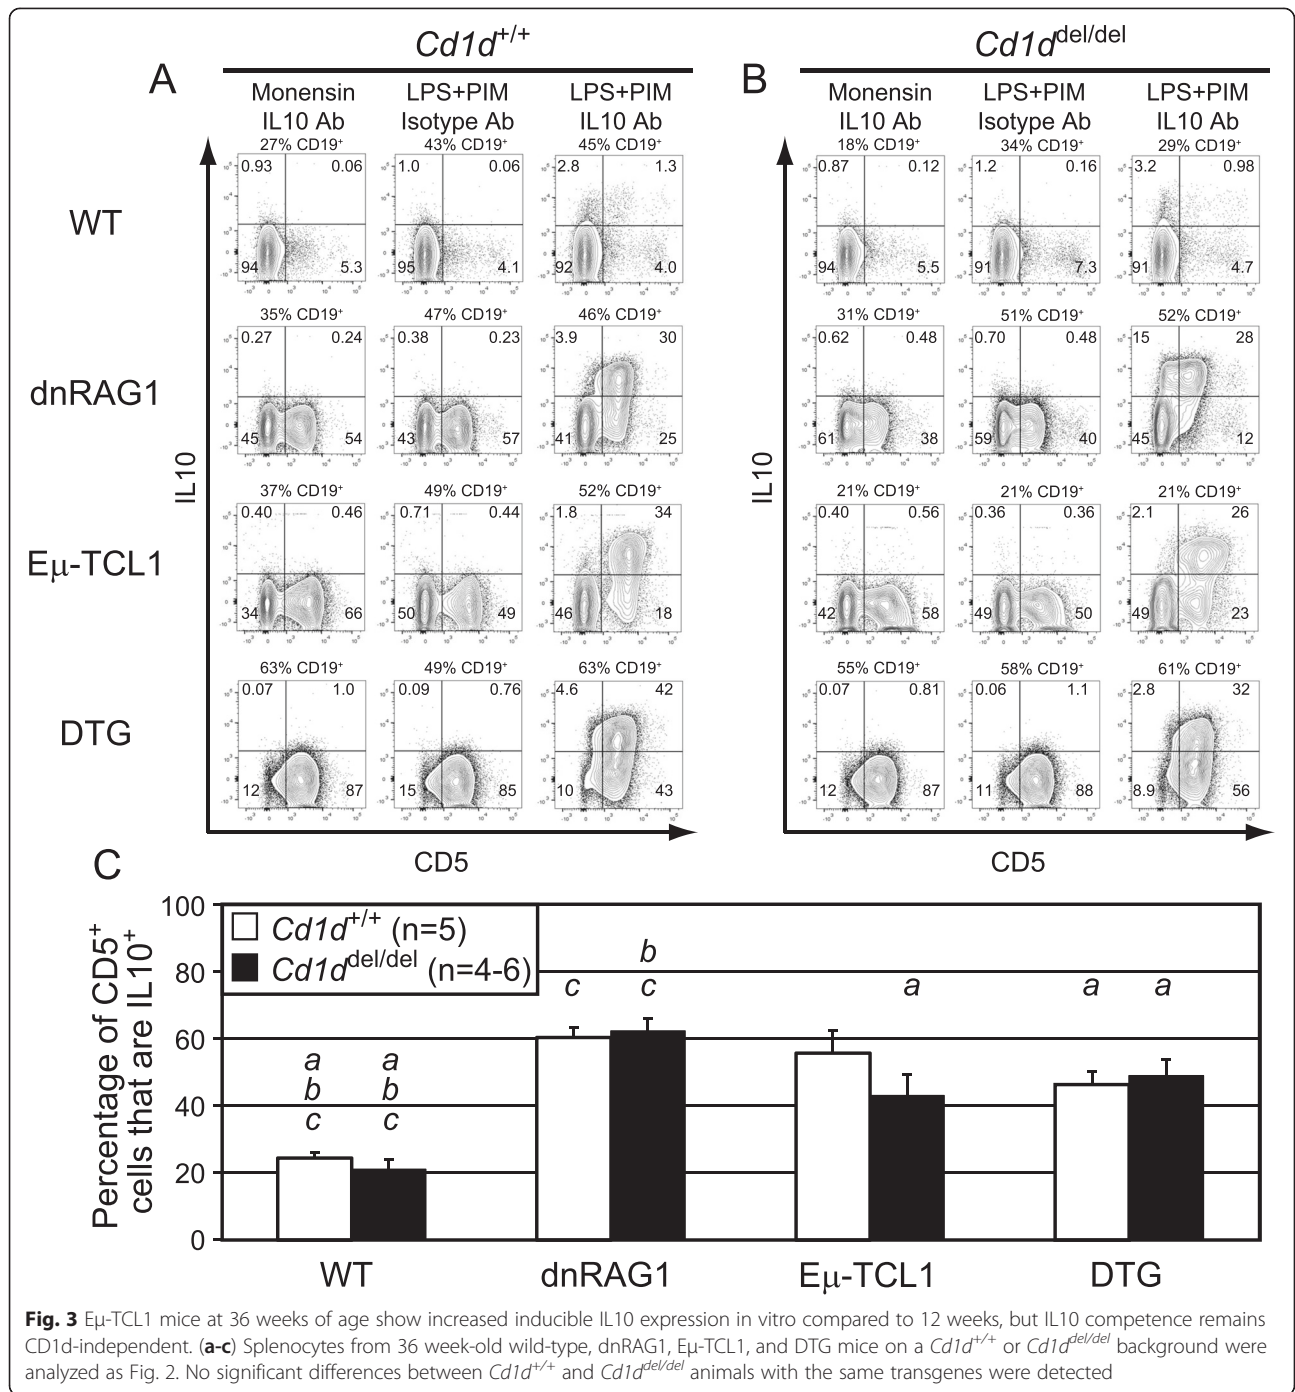 Cd1d+/+
Cd1d del/del
A
B
Monensin IL10 Ab
LPS+PIM Isotype Ab
LPS+PIM IL10 Ab
Monensin IL10 Ab
LPS+PIM Isotype Ab
LPS+PIM IL10 Ab
WT
27% CD19+
43% CD19+
45% CD19+
18% CD19+
34% CD19+
29% CD19+
0.93 0.06
1.0 0.06
2.8 1.3
0.87 0.12
1.2 0.16
3.2 0.98
94 5.3
95 4.1
92 4.0
94 5.5
91 7.3
91 4.7
dnRAG1
35% CD19+
47% CD19+
46% CD19+
31% CD19+
51% CD19+
52% CD19+
0.27 0.24
0.38 0.23
3.9 30
0.62 0.48
0.70 0.48
15 28
45 54
43 57
41 25
61 38
59 40
45 12
IL10
IL10
Eμ-TCL1
37% CD19+
49% CD19+
52% CD19+
21% CD19+
21% CD19+
21% CD19+
0.40 0.46
0.71 0.44
1.8 34
0.40 0.56
0.36 0.36
2.1 26
34 66
50 49
46 18
42 58
49 50
49 23
DTG
63% CD19+
49% CD19+
63% CD19+
55% CD19+
58% CD19+
61% CD19+
0.07 1.0
0.09 0.76
4.6 42
0.07 0.81
0.06 1.1
2.8 32
12 87
15 85
10 43
12 87
11 88
8.9 56
CD5
CD5
C
Percentage of CD5+
cells that are IL10+
100
80
60
40
20
0
Cd1d+/+ (n=5)
Cd1d del/del (n=4-6)
a b c
a b c
c
b c
a
a
a
WT
dnRAG1
Eμ-TCL1
DTG
Fig. 3 Eμ-TCL1 mice at 36 weeks of age show increased inducible IL10 expression in vitro compared to 12 weeks, but IL10 competence remains
CD1d-independent. (a-c) Splenocytes from 36 week-old wild-type, dnRAG1, Eμ-TCL1, and DTG mice on a Cd1d+/+ or Cd1d del/del background were
analyzed as Fig. 2. No significant differences between Cd1d+/+ and Cd1d del/del animals with the same transgenes were detected